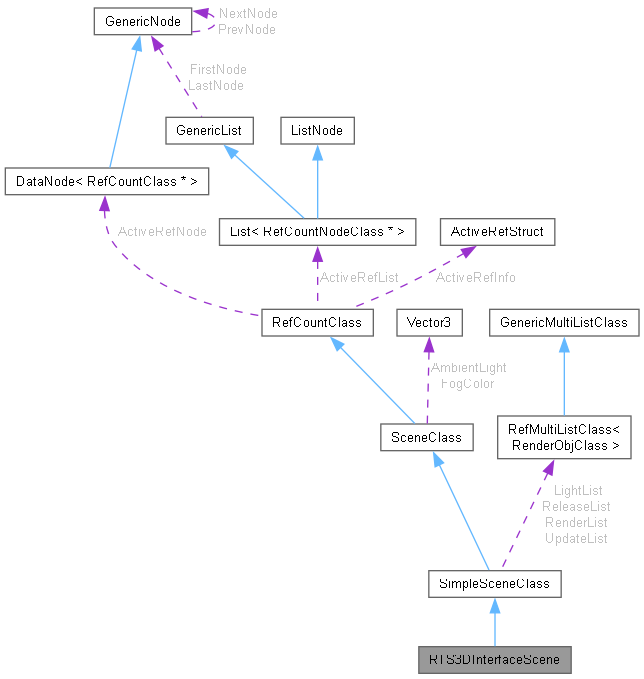 GenericNode
NextNode
PrevNode
FirstNode
LastNode
GenericList
ListNode
DataNode< RefCountClass * >
ActiveRefNode
List< RefCountNodeClass * >
ActiveRefStruct
ActiveRefList
ActiveRefInfo
RefCountClass
Vector3
GenericMultiListClass
AmbientLight
FogColor
SceneClass
RefMultiListClass<
RenderObjClass >
LightList
ReleaseList
RenderList
UpdateList
SimpleSceneClass
RTS3DInterfaceScene